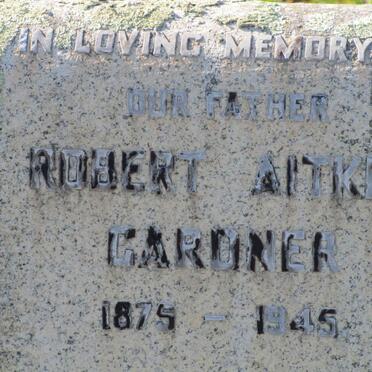 IN LOVING MEMORY
OUR FATHER
ROBERT AITK
GARDNER
1875 - 1945